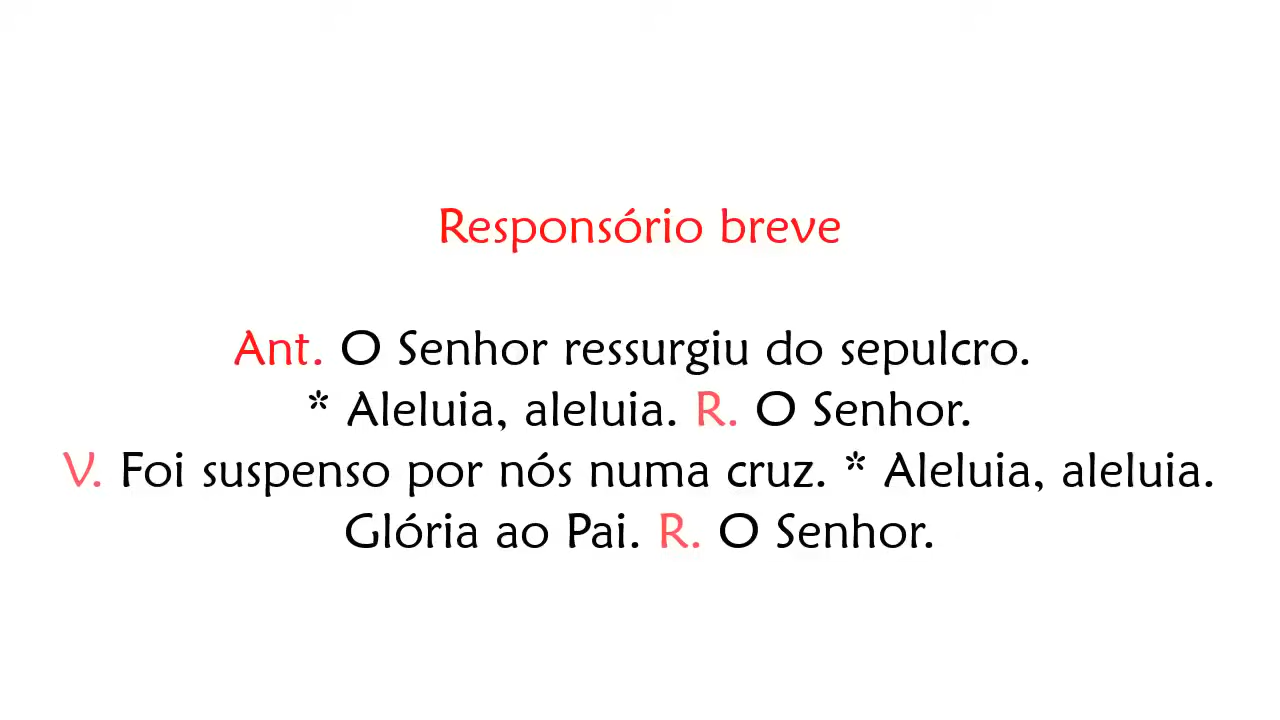 Responsório breve
Ant. O Senhor ressurgiu do sepulcro.
* Aleluia, aleluia. R. O Senhor.
V. Foi suspenso por nós numa cruz. * Aleluia, aleluia.
Glória ao Pai. R. O Senhor.